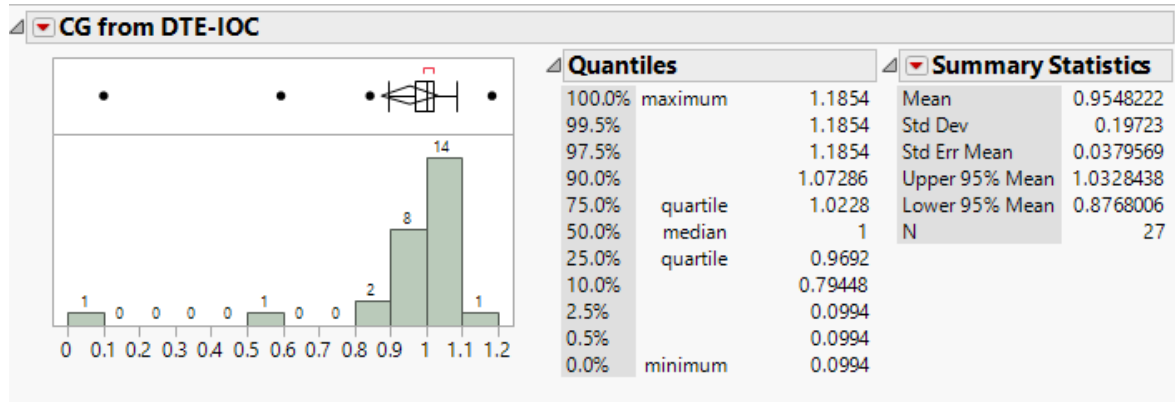 CG from DTE-IOC
1 0 0 0 0 1 0 0 2 8 14 1
0 0.1 0.2 0.3 0.4 0.5 0.6 0.7 0.8 0.9 1 1.1 1.2
Quantiles
100.0% maximum 1.1854
99.5% 1.1854
97.5% 1.1854
90.0% 1.07286
75.0% quartile 1.0228
50.0% median 1
25.0% quartile 0.9692
10.0% 0.79448
2.5% 0.0994
0.5% 0.0994
0.0% minimum 0.0994
Summary Statistics
Mean 0.9548222
Std Dev 0.19723
Std Err Mean 0.0379569
Upper 95% Mean 1.0328438
Lower 95% Mean 0.8768006
N 27